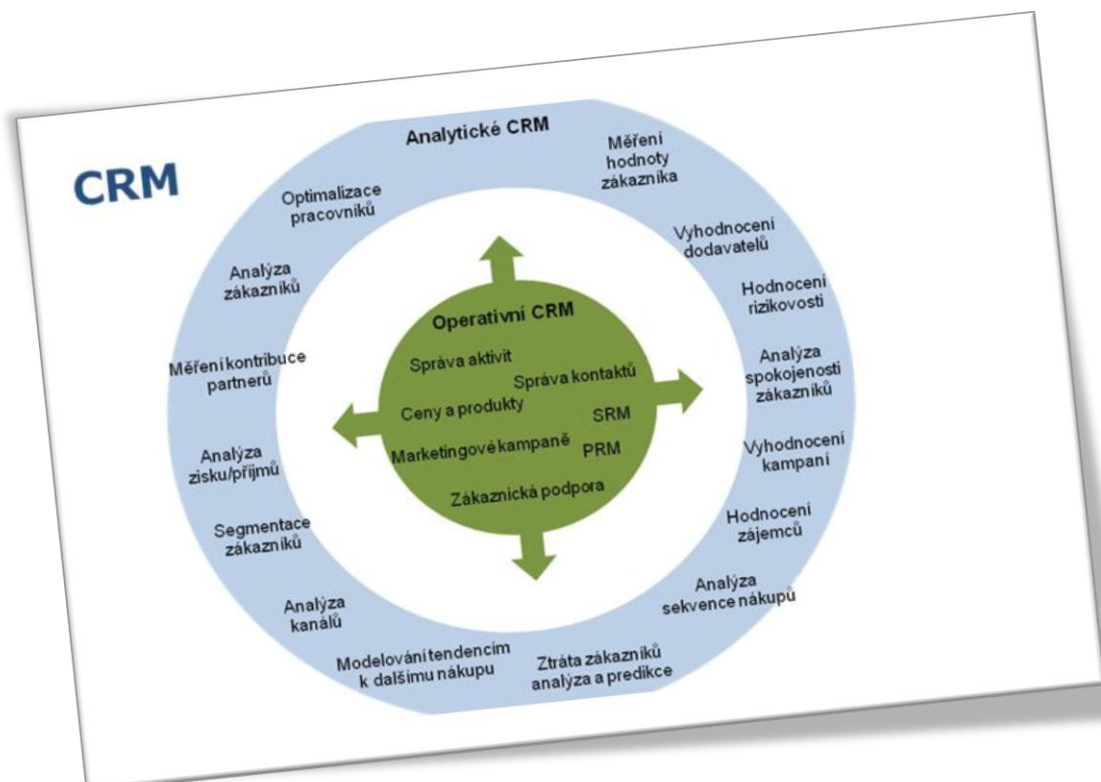 CRM
Analytické CRM
Měření
hodnoty
zákazníka
Vyhodnocení
dodavatelů
Hodnocení
rizikovosti
Analýza
spokojenosti
zákazníků
Vyhodnocení
kampaní
Hodnocení
zájemců
Analýza
sekvence nákupů
Ztráta zákazníků
analýza a predikce
Modelování tendencím
k dalšímu nákupu
Analýza
kanálů
Segmentace
zákazníků
Analýza
zisku/příjmů
Měření kontribuce
partnerů
Analýza
zákazníků
Optimalizace
pracovníků
Operativní CRM
Správa aktivit
Správa kontaktů
Ceny a produkty
SRM
Marketingové kampaně
PRM
Zákaznická podpora